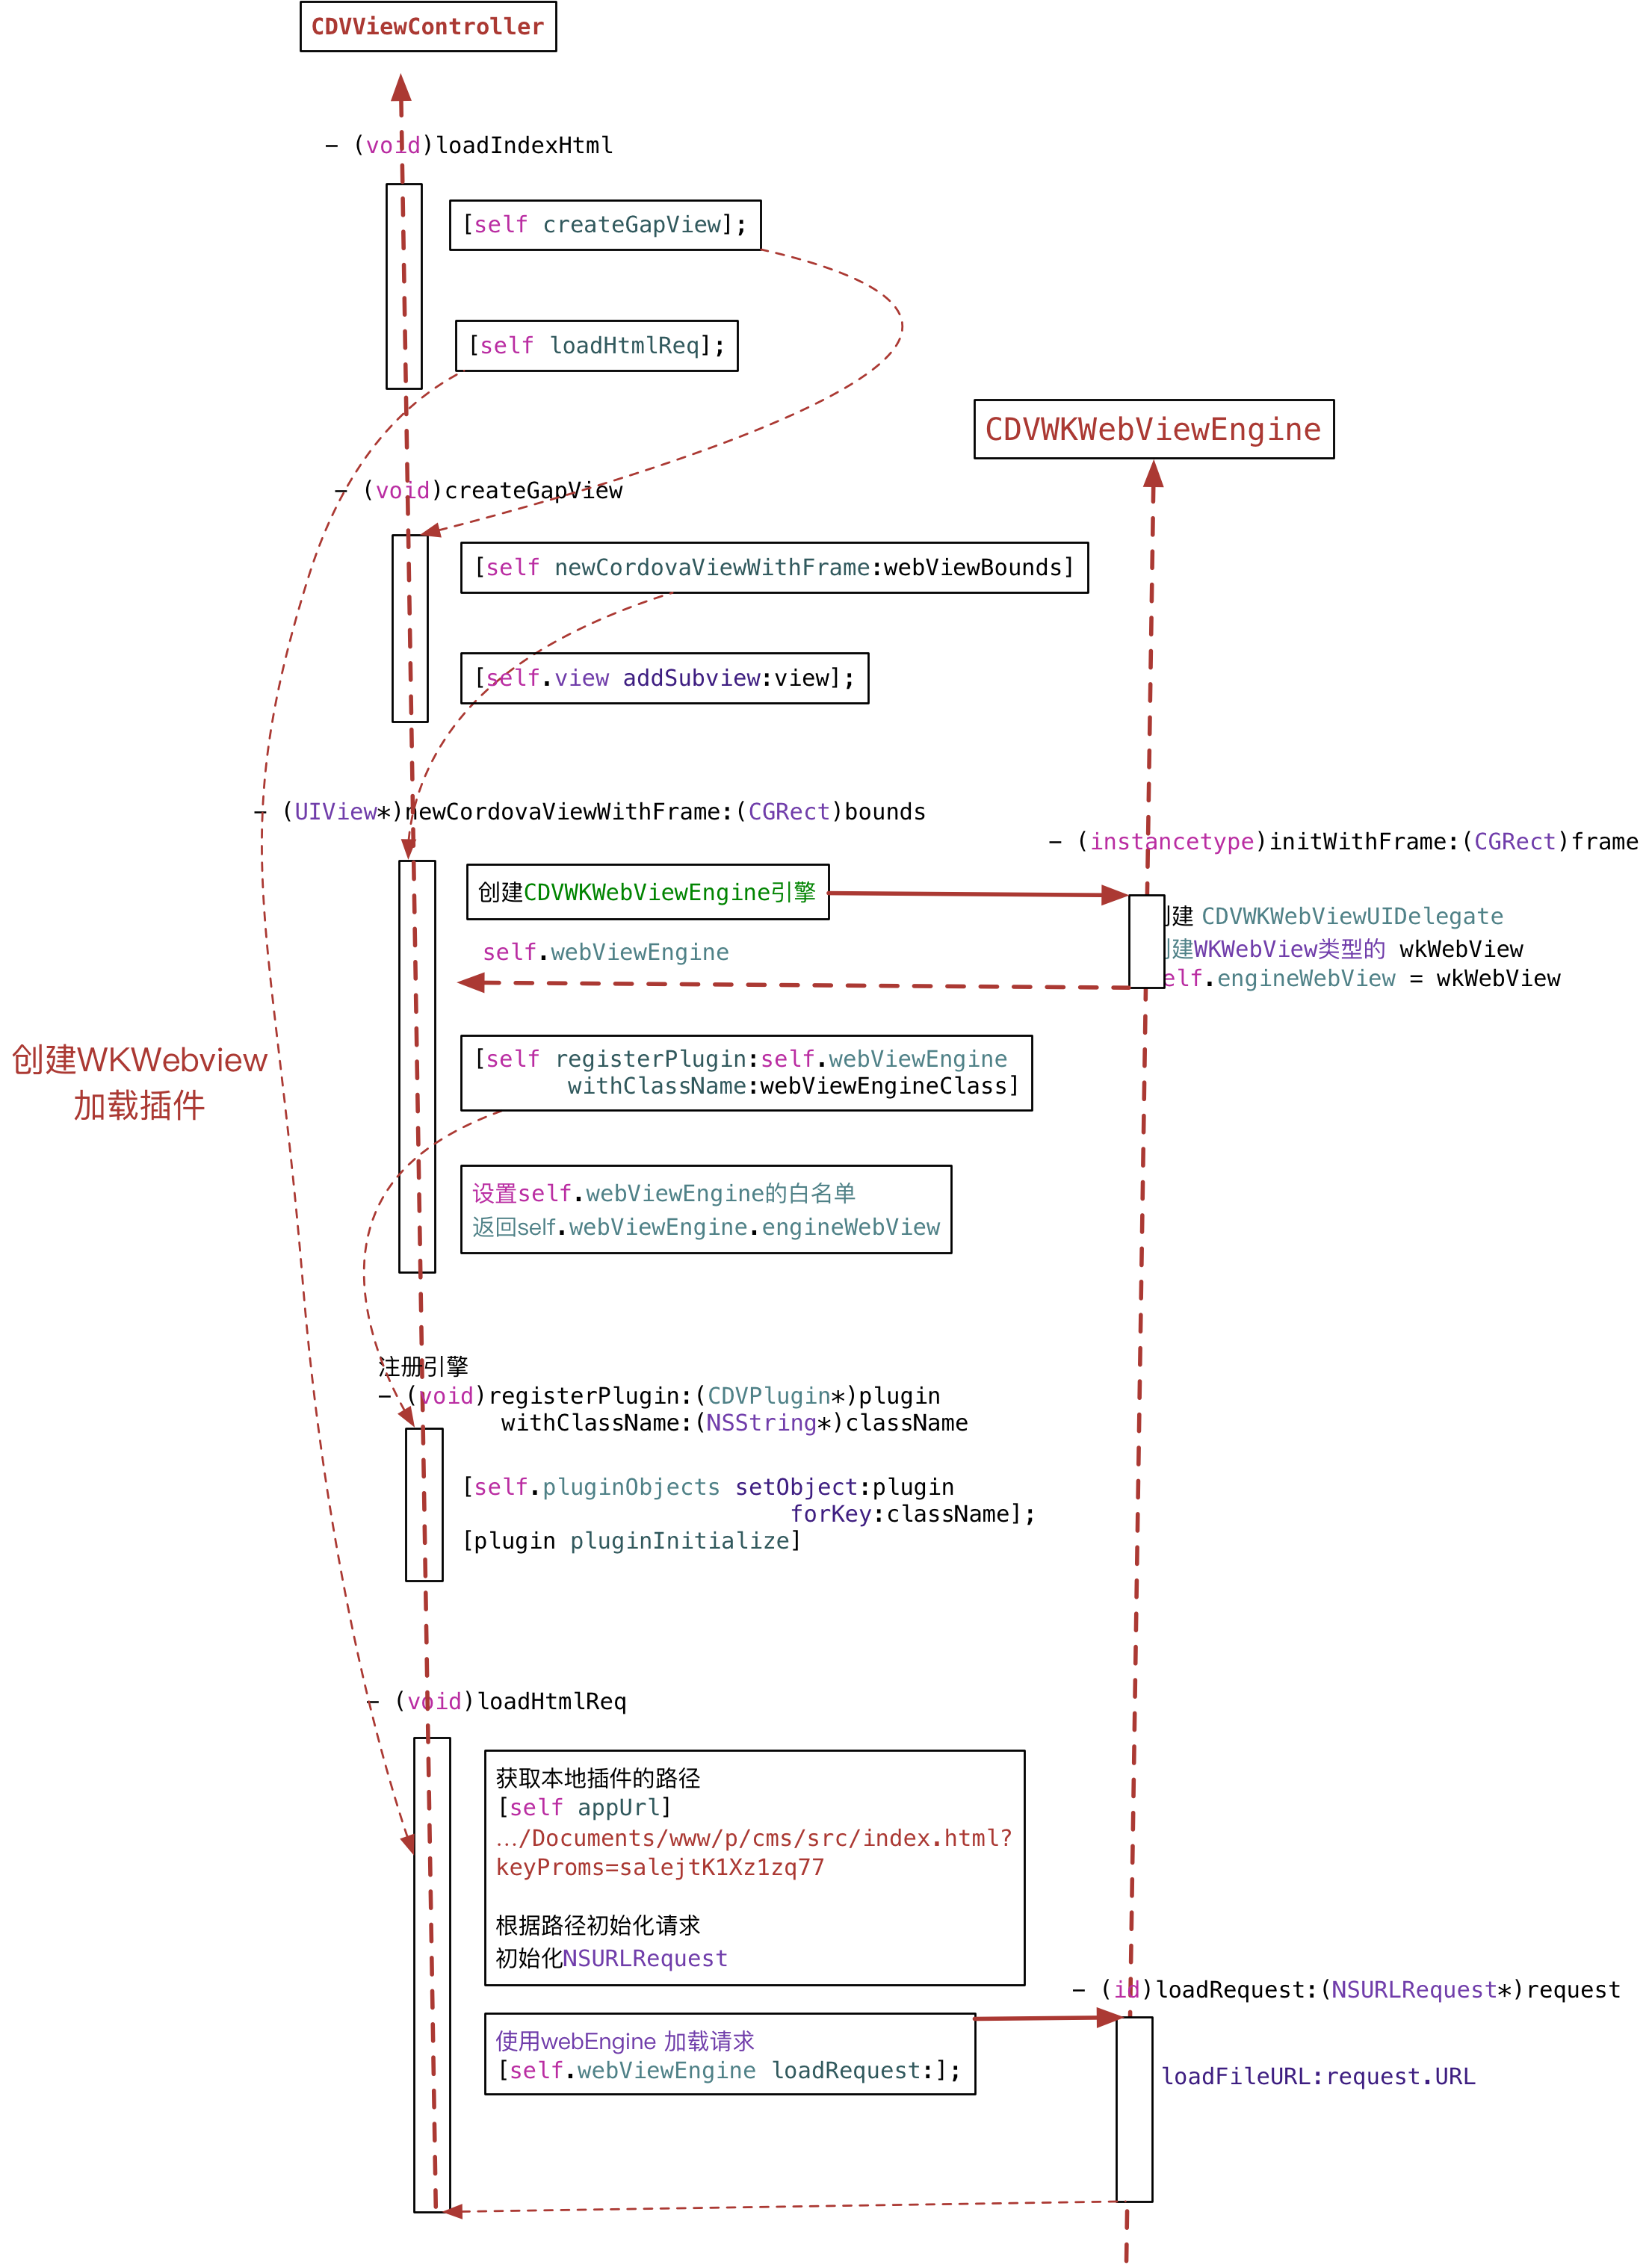 CDVViewController
- (void)loadIndexHtml
[self createGapView];
[self loadHtmlReq];
CDVWKWebViewEngine
- (void)createGapView
[self newCordovaViewWithFrame:webViewBounds]
[self.view addSubview:view];
- (UIView*)newCordovaViewWithFrame:(CGRect)bounds
- (instancetype)initWithFrame:(CGRect)frame
创建CDVWKWebViewEngine引擎
建 CDVWKWebViewUIDelegate
建WKWebView类型的 wkWebView
elf.engineWebView = wkWebView
self.webViewEngine
创建WKWebview
加载插件
[self registerPlugin:self.webViewEngine
withClassName:webViewEngineClass]
设置self.webViewEngine的白名单
返回self.webViewEngine.engineWebView
注册引擎
- (void)registerPlugin:(CDVPlugin*)plugin
withClassName:(NSString*)className
[self.pluginObjects setObject:plugin
forKey:className];
[plugin pluginInitialize]
- (void)loadHtmlReq
获取本地插件的路径
[self appUrl]
.../Documents/www/p/cms/src/index.html?
keyProms=salejtK1Xz1zq77
根据路径初始化请求
初始化NSURLRequest
- (id)loadRequest:(NSURLRequest*)request
使用webEngine 加载请求
[self.webViewEngine loadRequest:];
loadFileURL:request.URL